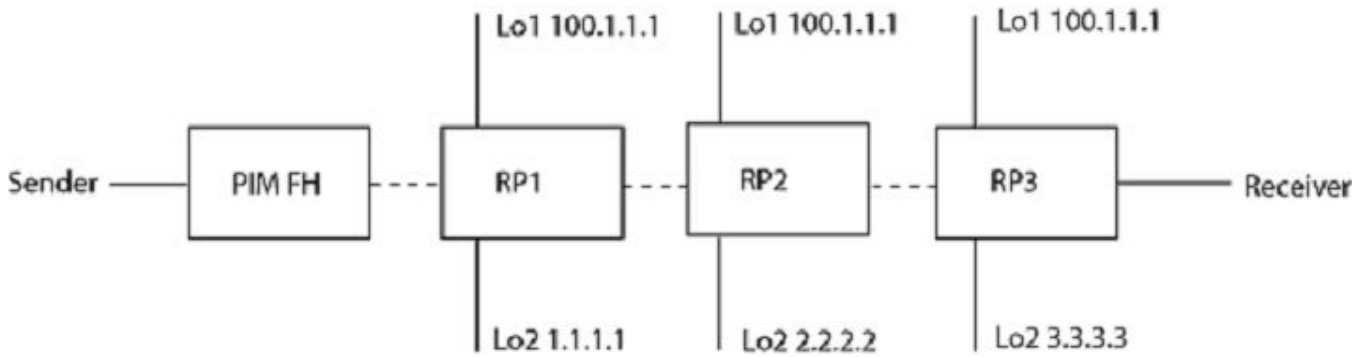 Lo1 100.1.1.1
Lo1 100.1.1.1
Lo1 100.1.1.1
Sender
PIM FH
RP1
RP2
RP3
Receiver
Lo2 1.1.1.1
Lo2 2.2.2.2
Lo2 3.3.3.3